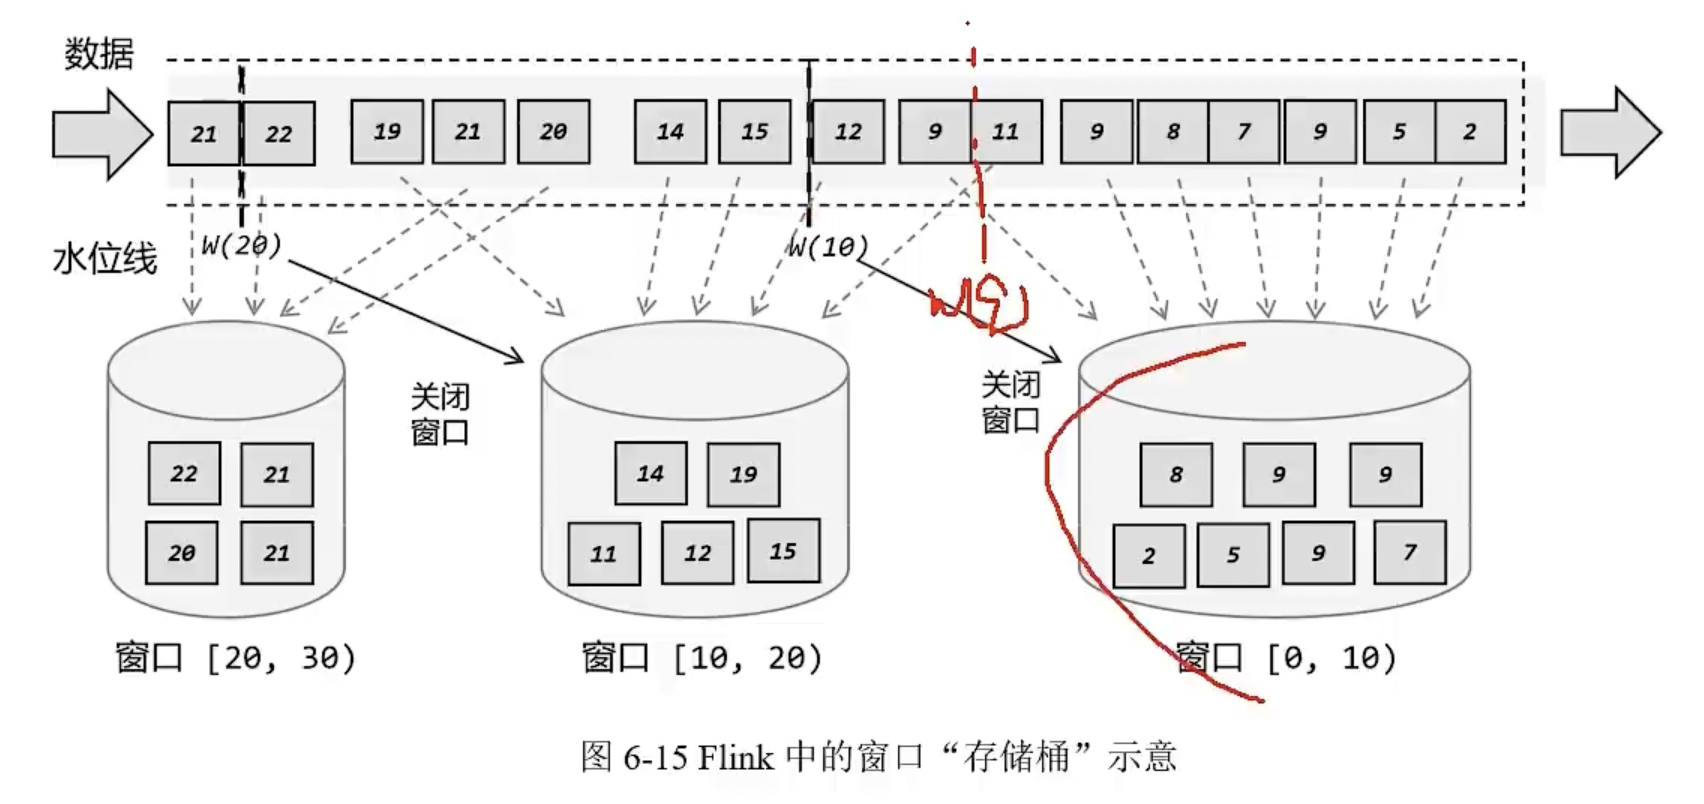 数据
21 22 19 21 20 14 15 12 9 11 9 8 7 9 5 2
水位线 W(20) W(10)
W(9)
关闭
窗口
关闭
窗口
22 21
20 21
14 19
11 12 15
8 9 9
2 5 9 7
窗口 [20, 30)
窗口 [10, 20)
窗口 [0, 10)
图 6-15 Flink 中的窗口“存储桶”示意